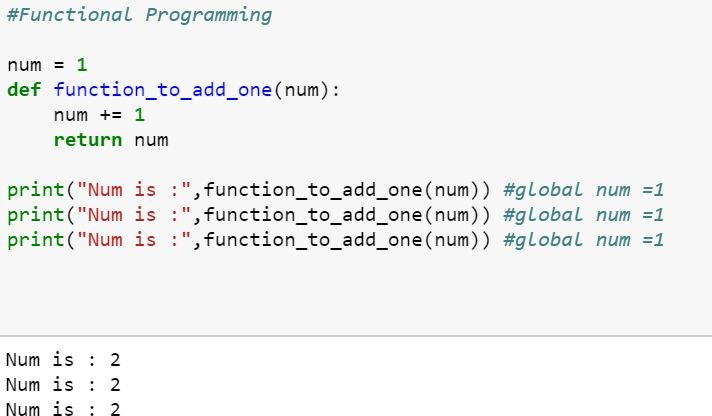 #Functional Programming
num = 1
def function_to_add_one(num):
    num += 1
    return num
print("Num is :",function_to_add_one(num)) #global num =1
print("Num is :",function_to_add_one(num)) #global num =1
print("Num is :",function_to_add_one(num)) #global num =1
Num is : 2
Num is : 2
Num is : 2